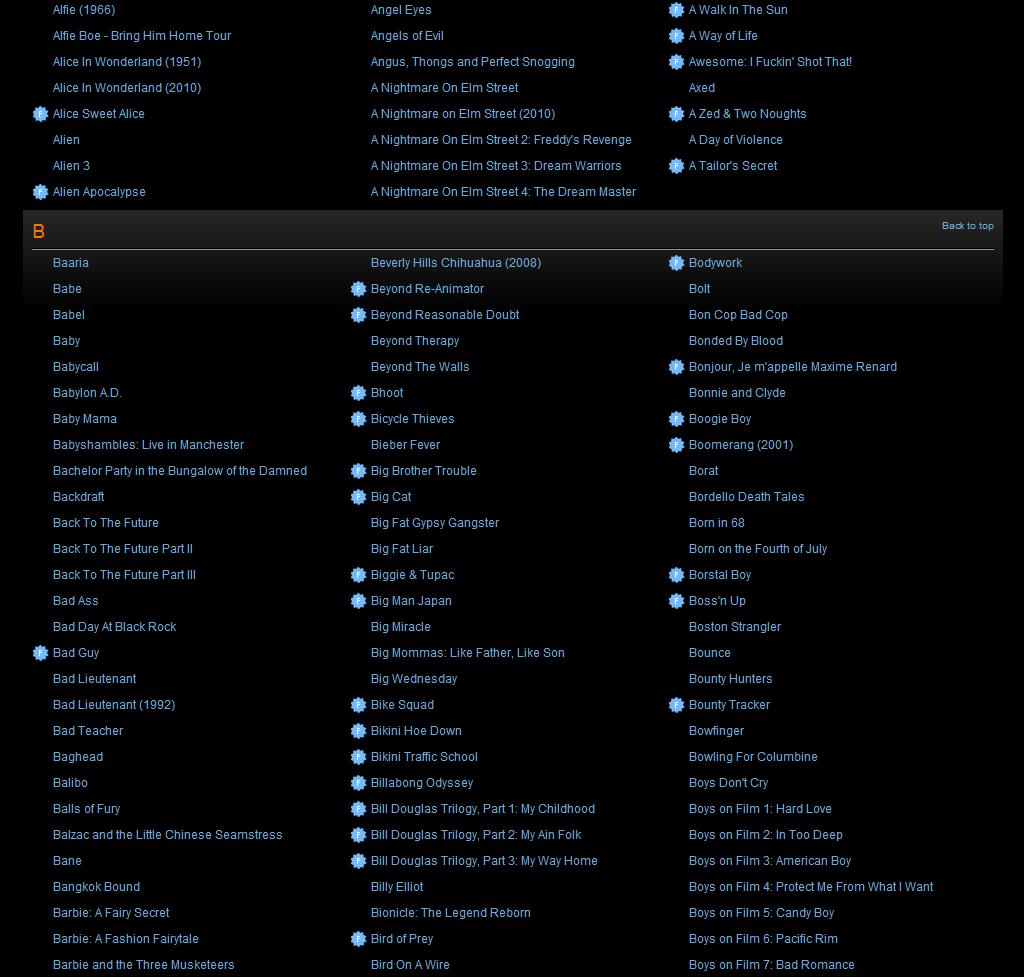 Alfie (1966)
Alfie Boe - Bring Him Home Tour
Alice In Wonderland (1951)
Alice In Wonderland (2010)
F Alice Sweet Alice
Alien
Alien 3
F Alien Apocalypse
Angel Eyes
Angels of Evil
Angus, Thongs and Perfect Snogging
A Nightmare On Elm Street
A Nightmare on Elm Street (2010)
A Nightmare On Elm Street 2: Freddy's Revenge
A Nightmare On Elm Street 3: Dream Warriors
A Nightmare On Elm Street 4: The Dream Master
F A Walk In The Sun
F A Way of Life
F Awesome: I Fuckin' Shot That!
Axed
F A Zed & Two Noughts
A Day of Violence
F A Tailor's Secret
B
Back to top
Baaria
Babe
Babel
Baby
Babycall
Babylon A.D.
Baby Mama
Babyshambles: Live in Manchester
Bachelor Party in the Bungalow of the Damned
Backdraft
Back To The Future
Back To The Future Part II
Back To The Future Part III
Bad Ass
Bad Day At Black Rock
F Bad Guy
Bad Lieutenant
Bad Lieutenant (1992)
Bad Teacher
Baghead
Balibo
Balls of Fury
Balzac and the Little Chinese Seamstress
Bane
Bangkok Bound
Barbie: A Fairy Secret
Barbie: A Fashion Fairytale
Barbie and the Three Musketeers
Beverly Hills Chihuahua (2008)
F Beyond Re-Animator
F Beyond Reasonable Doubt
Beyond Therapy
Beyond The Walls
F Bhoot
F Bicycle Thieves
Bieber Fever
F Big Brother Trouble
F Big Cat
Big Fat Gypsy Gangster
Big Fat Liar
F Biggie & Tupac
F Big Man Japan
Big Miracle
Big Mommas: Like Father, Like Son
Big Wednesday
F Bike Squad
F Bikini Hoe Down
F Bikini Traffic School
F Billabong Odyssey
F Bill Douglas Trilogy, Part 1: My Childhood
F Bill Douglas Trilogy, Part 2: My Ain Folk
F Bill Douglas Trilogy, Part 3: My Way Home
Billy Elliot
Bionicle: The Legend Reborn
F Bird of Prey
Bird On A Wire
F Bodywork
Bolt
Bon Cop Bad Cop
Bonded By Blood
F Bonjour, Je m'appelle Maxime Renard
Bonnie and Clyde
F Boogie Boy
F Boomerang (2001)
Borat
Bordello Death Tales
Born in 68
Born on the Fourth of July
F Borstal Boy
F Boss'n Up
Boston Strangler
Bounce
Bounty Hunters
F Bounty Tracker
Bowfinger
Bowling For Columbine
Boys Don't Cry
Boys on Film 1: Hard Love
Boys on Film 2: In Too Deep
Boys on Film 3: American Boy
Boys on Film 4: Protect Me From What I Want
Boys on Film 5: Candy Boy
Boys on Film 6: Pacific Rim
Boys on Film 7: Bad Romance